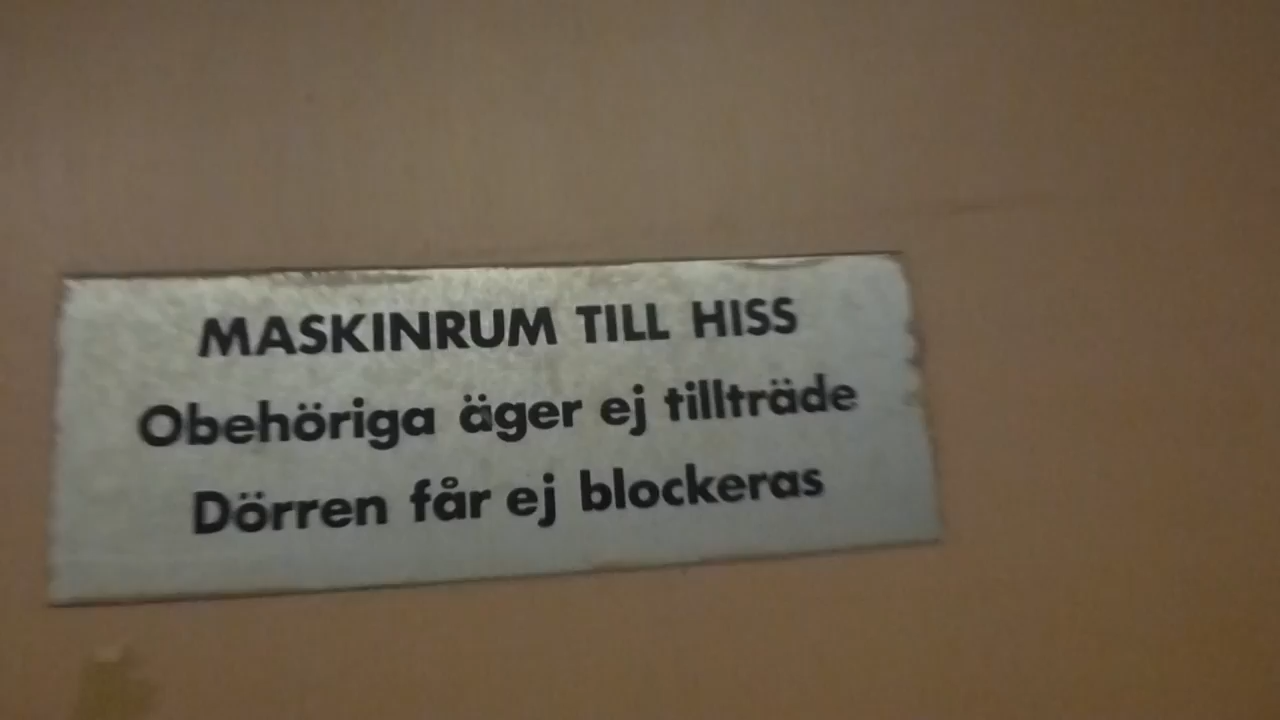 MASKINRUM TILL HISS
Obehöriga äger ej tillträde
Dörren får ej blockeras